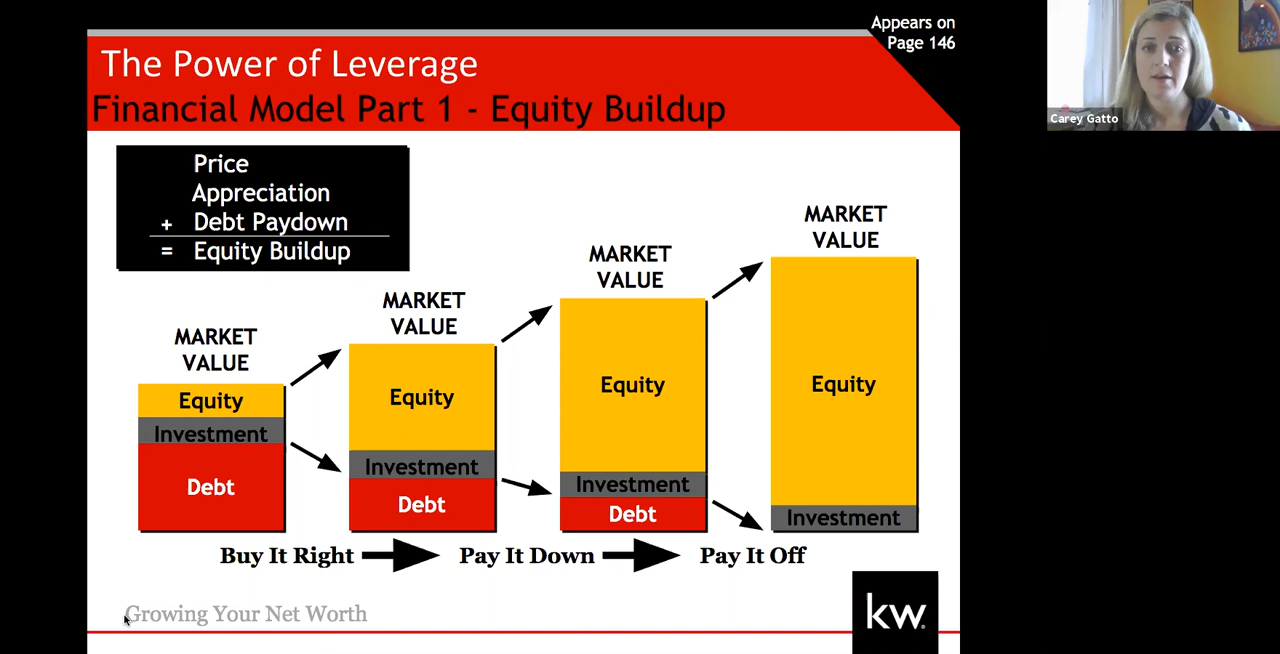 Appears on
Page 146
The Power of Leverage
Financial Model Part 1 - Equity Buildup
Carey Gatto
Price
Appreciation
+ Debt Paydown
= Equity Buildup
MARKET
VALUE
Equity
Investment
Debt
MARKET
VALUE
Equity
Investment
Debt
MARKET
VALUE
Equity
Investment
Debt
MARKET
VALUE
Equity
Investment
Buy It Right
Pay It Down
Pay It Off
Growing Your Net Worth
kw.